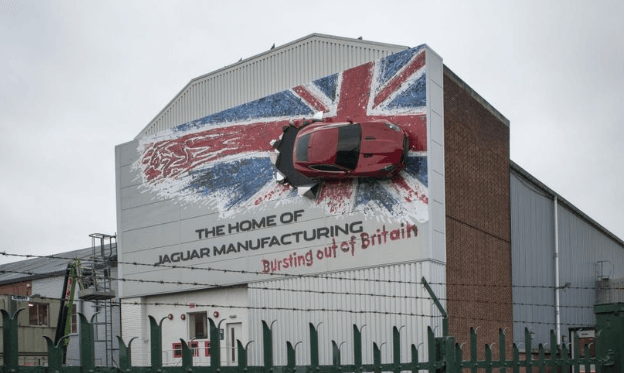 THE HOME OF
JAGUAR MANUFACTURING
Bursting out of Britain